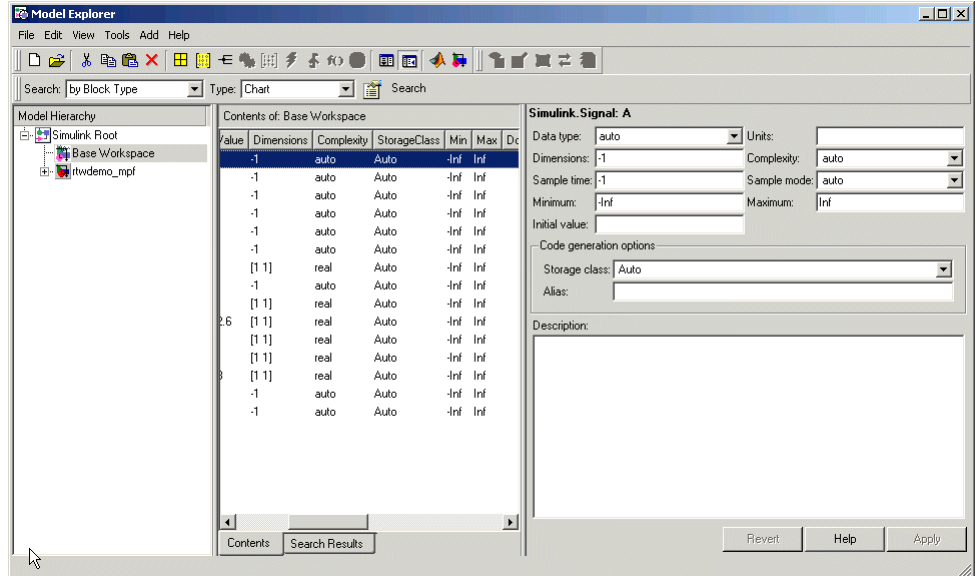 Model Explorer
File Edit View Tools Add Help
Search: by Block Type Type: Chart Search
Model Hierarchy
Simulink Root
Base Workspace
rtwdemo_mpf
Contents of: Base Workspace
Value Dimensions Complexity StorageClass Min Max
-1 auto Auto -Inf Inf
-1 auto Auto -Inf Inf
-1 auto Auto -Inf Inf
-1 auto Auto -Inf Inf
-1 auto Auto -Inf Inf
-1 auto Auto -Inf Inf
[1 1] real Auto -Inf Inf
-1 auto Auto -Inf Inf
[1 1] real Auto -Inf Inf
2.6 [1 1] real Auto -Inf Inf
[1 1] real Auto -Inf Inf
[1 1] real Auto -Inf Inf
[1 1] real Auto -Inf Inf
-1 auto Auto -Inf Inf
-1 auto Auto -Inf Inf
Contents Search Results
Simulink.Signal: A
Data type: auto Units:
Dimensions: -1 Complexity: auto
Sample time: -1 Sample mode: auto
Minimum: -Inf Maximum: Inf
Initial value:
Code generation options
Storage class: Auto
Alias:
Description:
Revert Help Apply